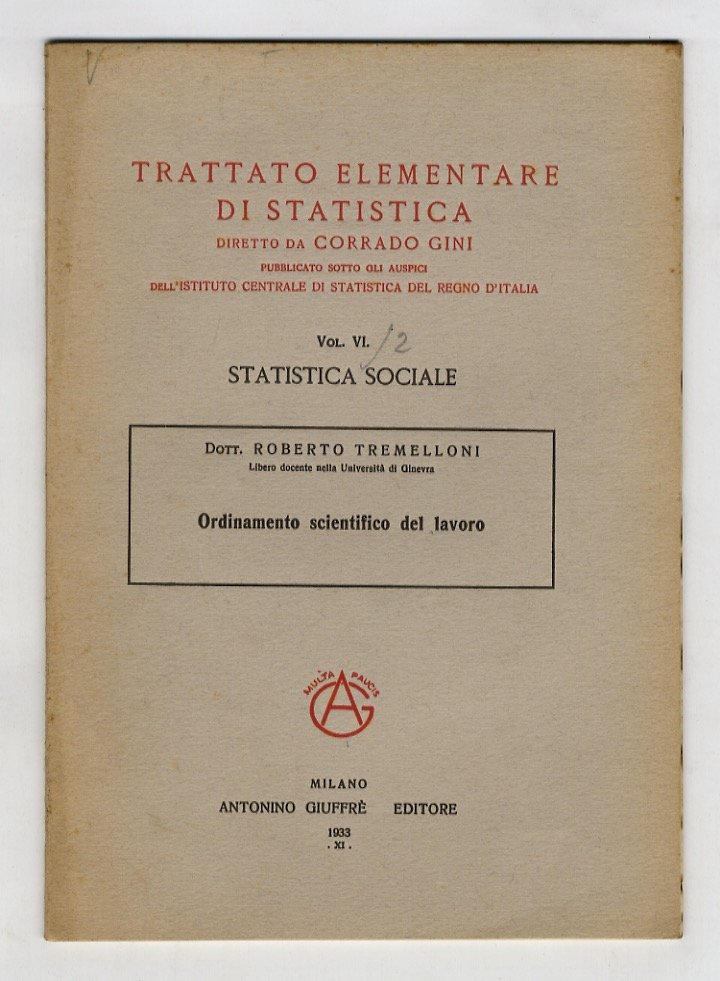 TRATTATO ELEMENTARE
DI STATISTICA
DIRETTO DA CORRADO GINI
PUBBLICATO SOTTO GLI AUSPICI
DELL'ISTITUTO CENTRALE DI STATISTICA DEL REGNO D'ITALIA
VOL. VI. /2
STATISTICA SOCIALE
DOTT. ROBERTO TREMELLONI
Libero docente nella Università di Ginevra
Ordinamento scientifico del lavoro
MULTA PAUCIS
AG
MILANO
ANTONINO GIUFFRÈ EDITORE
1933
. XI .